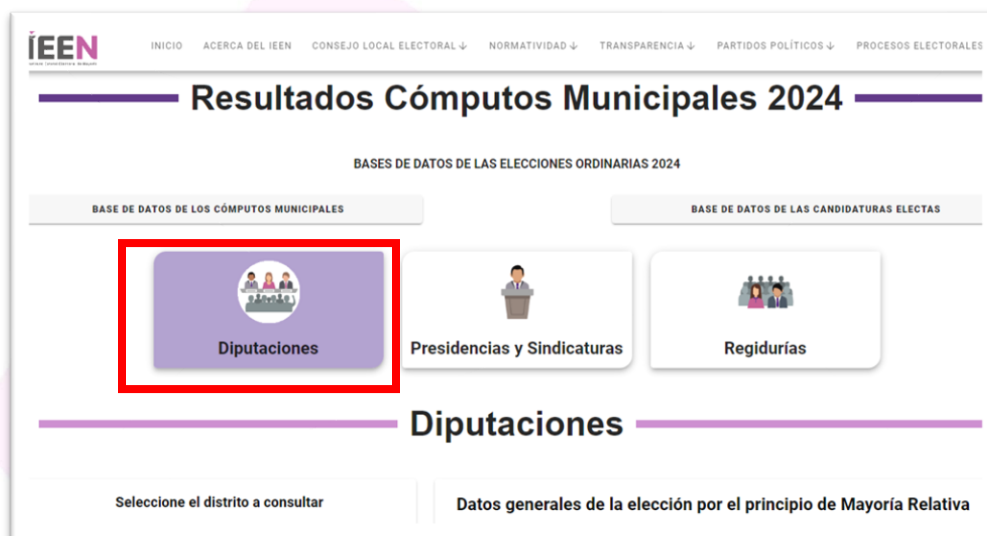 IEEN
INICIO ACERCA DEL IEEN CONSEJO LOCAL ELECTORAL NORMATIVIDAD TRANSPARENCIA PARTIDOS POLÍTICOS PROCESOS ELECTORALES
Resultados Cómputos Municipales 2024
BASES DE DATOS DE LAS ELECCIONES ORDINARIAS 2024
BASE DE DATOS DE LOS CÓMPUTOS MUNICIPALES BASE DE DATOS DE LAS CANDIDATURAS ELECTAS
Diputaciones Presidencias y Sindicaturas Regidurías
Diputaciones
Seleccione el distrito a consultar Datos generales de la elección por el principio de Mayoría Relativa